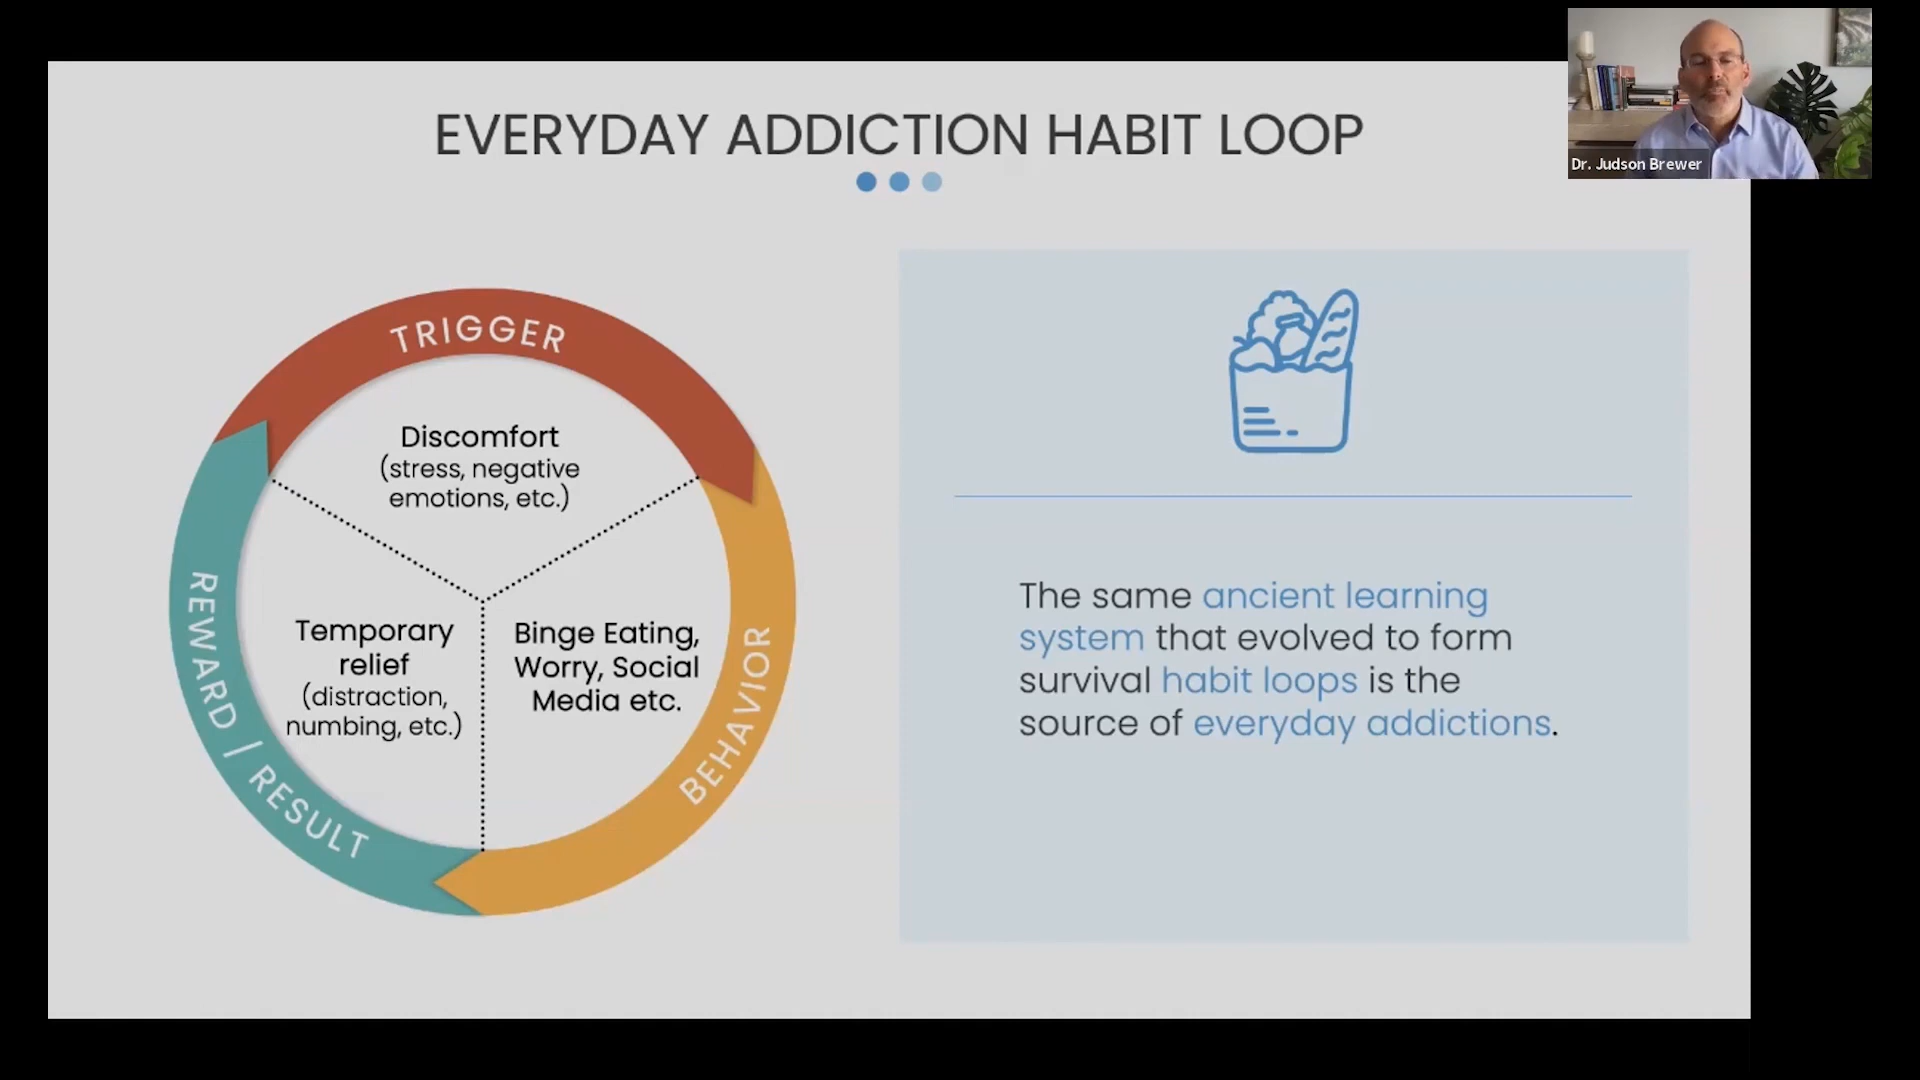 EVERYDAY ADDICTION HABIT LOOP
Dr. Judson Brewer
TRIGGER
Discomfort
(stress, negative
emotions, etc.)
BEHAVIOR
Binge Eating,
Worry, Social
Media etc.
REWARD / RESULT
Temporary
relief
(distraction,
numbing, etc.)
The same ancient learning
system that evolved to form
survival habit loops is the
source of everyday addictions.